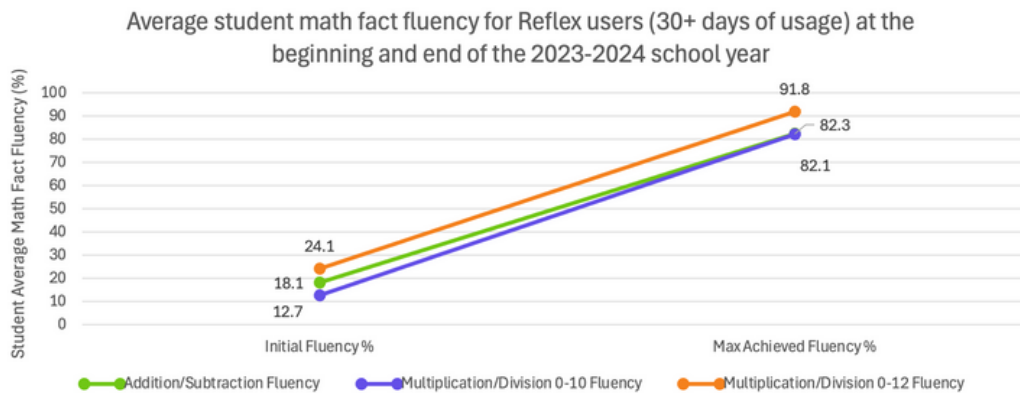 Average student math fact fluency for Reflex users (30+ days of usage) at the
beginning and end of the 2023-2024 school year
Student Average Math Fact Fluency (%)
100
90
80
70
60
50
40
30
20
10
0
24.1
18.1
12.7
91.8
82.3
82.1
Initial Fluency %
Max Achieved Fluency %
Addition/Subtraction Fluency
Multiplication/Division 0-10 Fluency
Multiplication/Division 0-12 Fluency